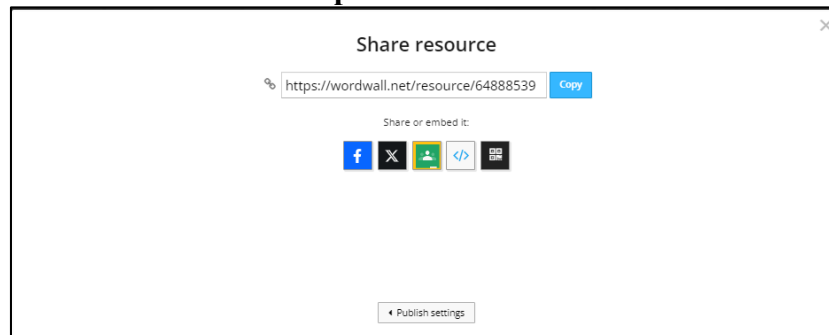 Share resource
https://wordwall.net/resource/64888539 Copy
Share or embed it:
Publish settings